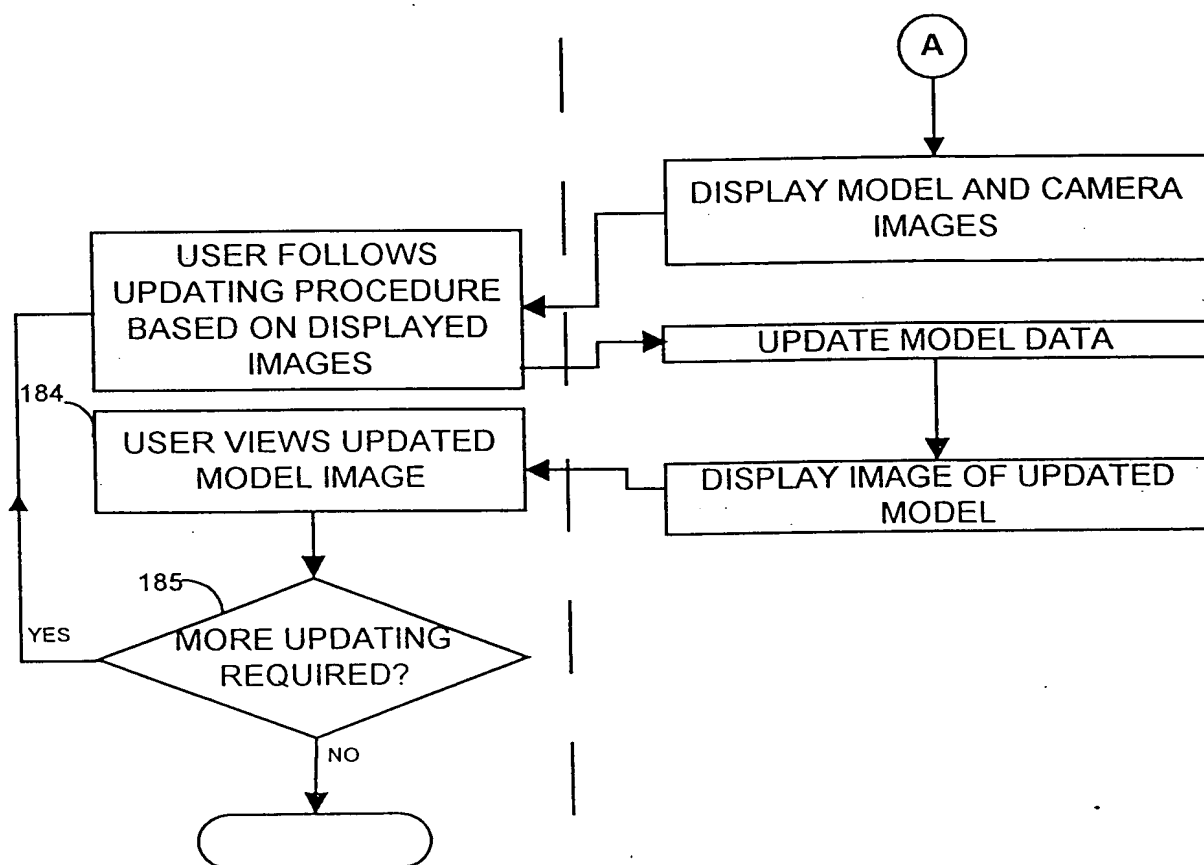 A
DISPLAY MODEL AND CAMERA
IMAGES
USER FOLLOWS
UPDATING PROCEDURE
BASED ON DISPLAYED
IMAGES
UPDATE MODEL DATA
184
USER VIEWS UPDATED
MODEL IMAGE
DISPLAY IMAGE OF UPDATED
MODEL
185
MORE UPDATING
REQUIRED?
YES
NO